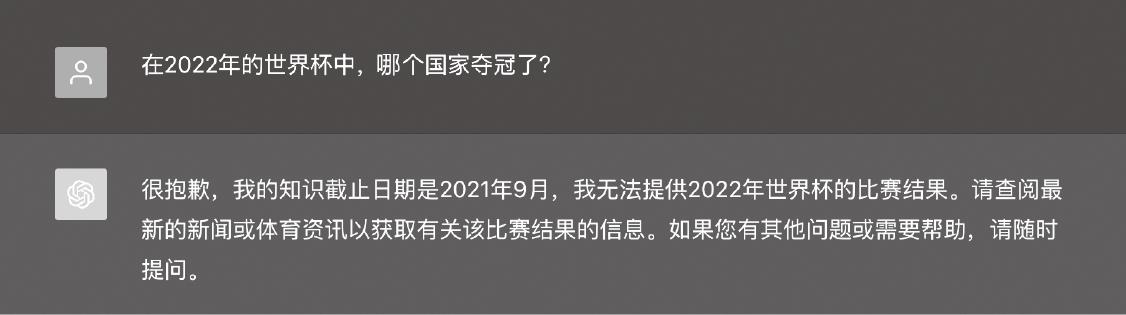 在2022年的世界杯中，哪个国家夺冠了？
很抱歉，我的知识截止日期是2021年9月，我无法提供2022年世界杯的比赛结果。请查阅最
新的新闻或体育资讯以获取有关该比赛结果的信息。如果您有其他问题或需要帮助，请随时
提问。